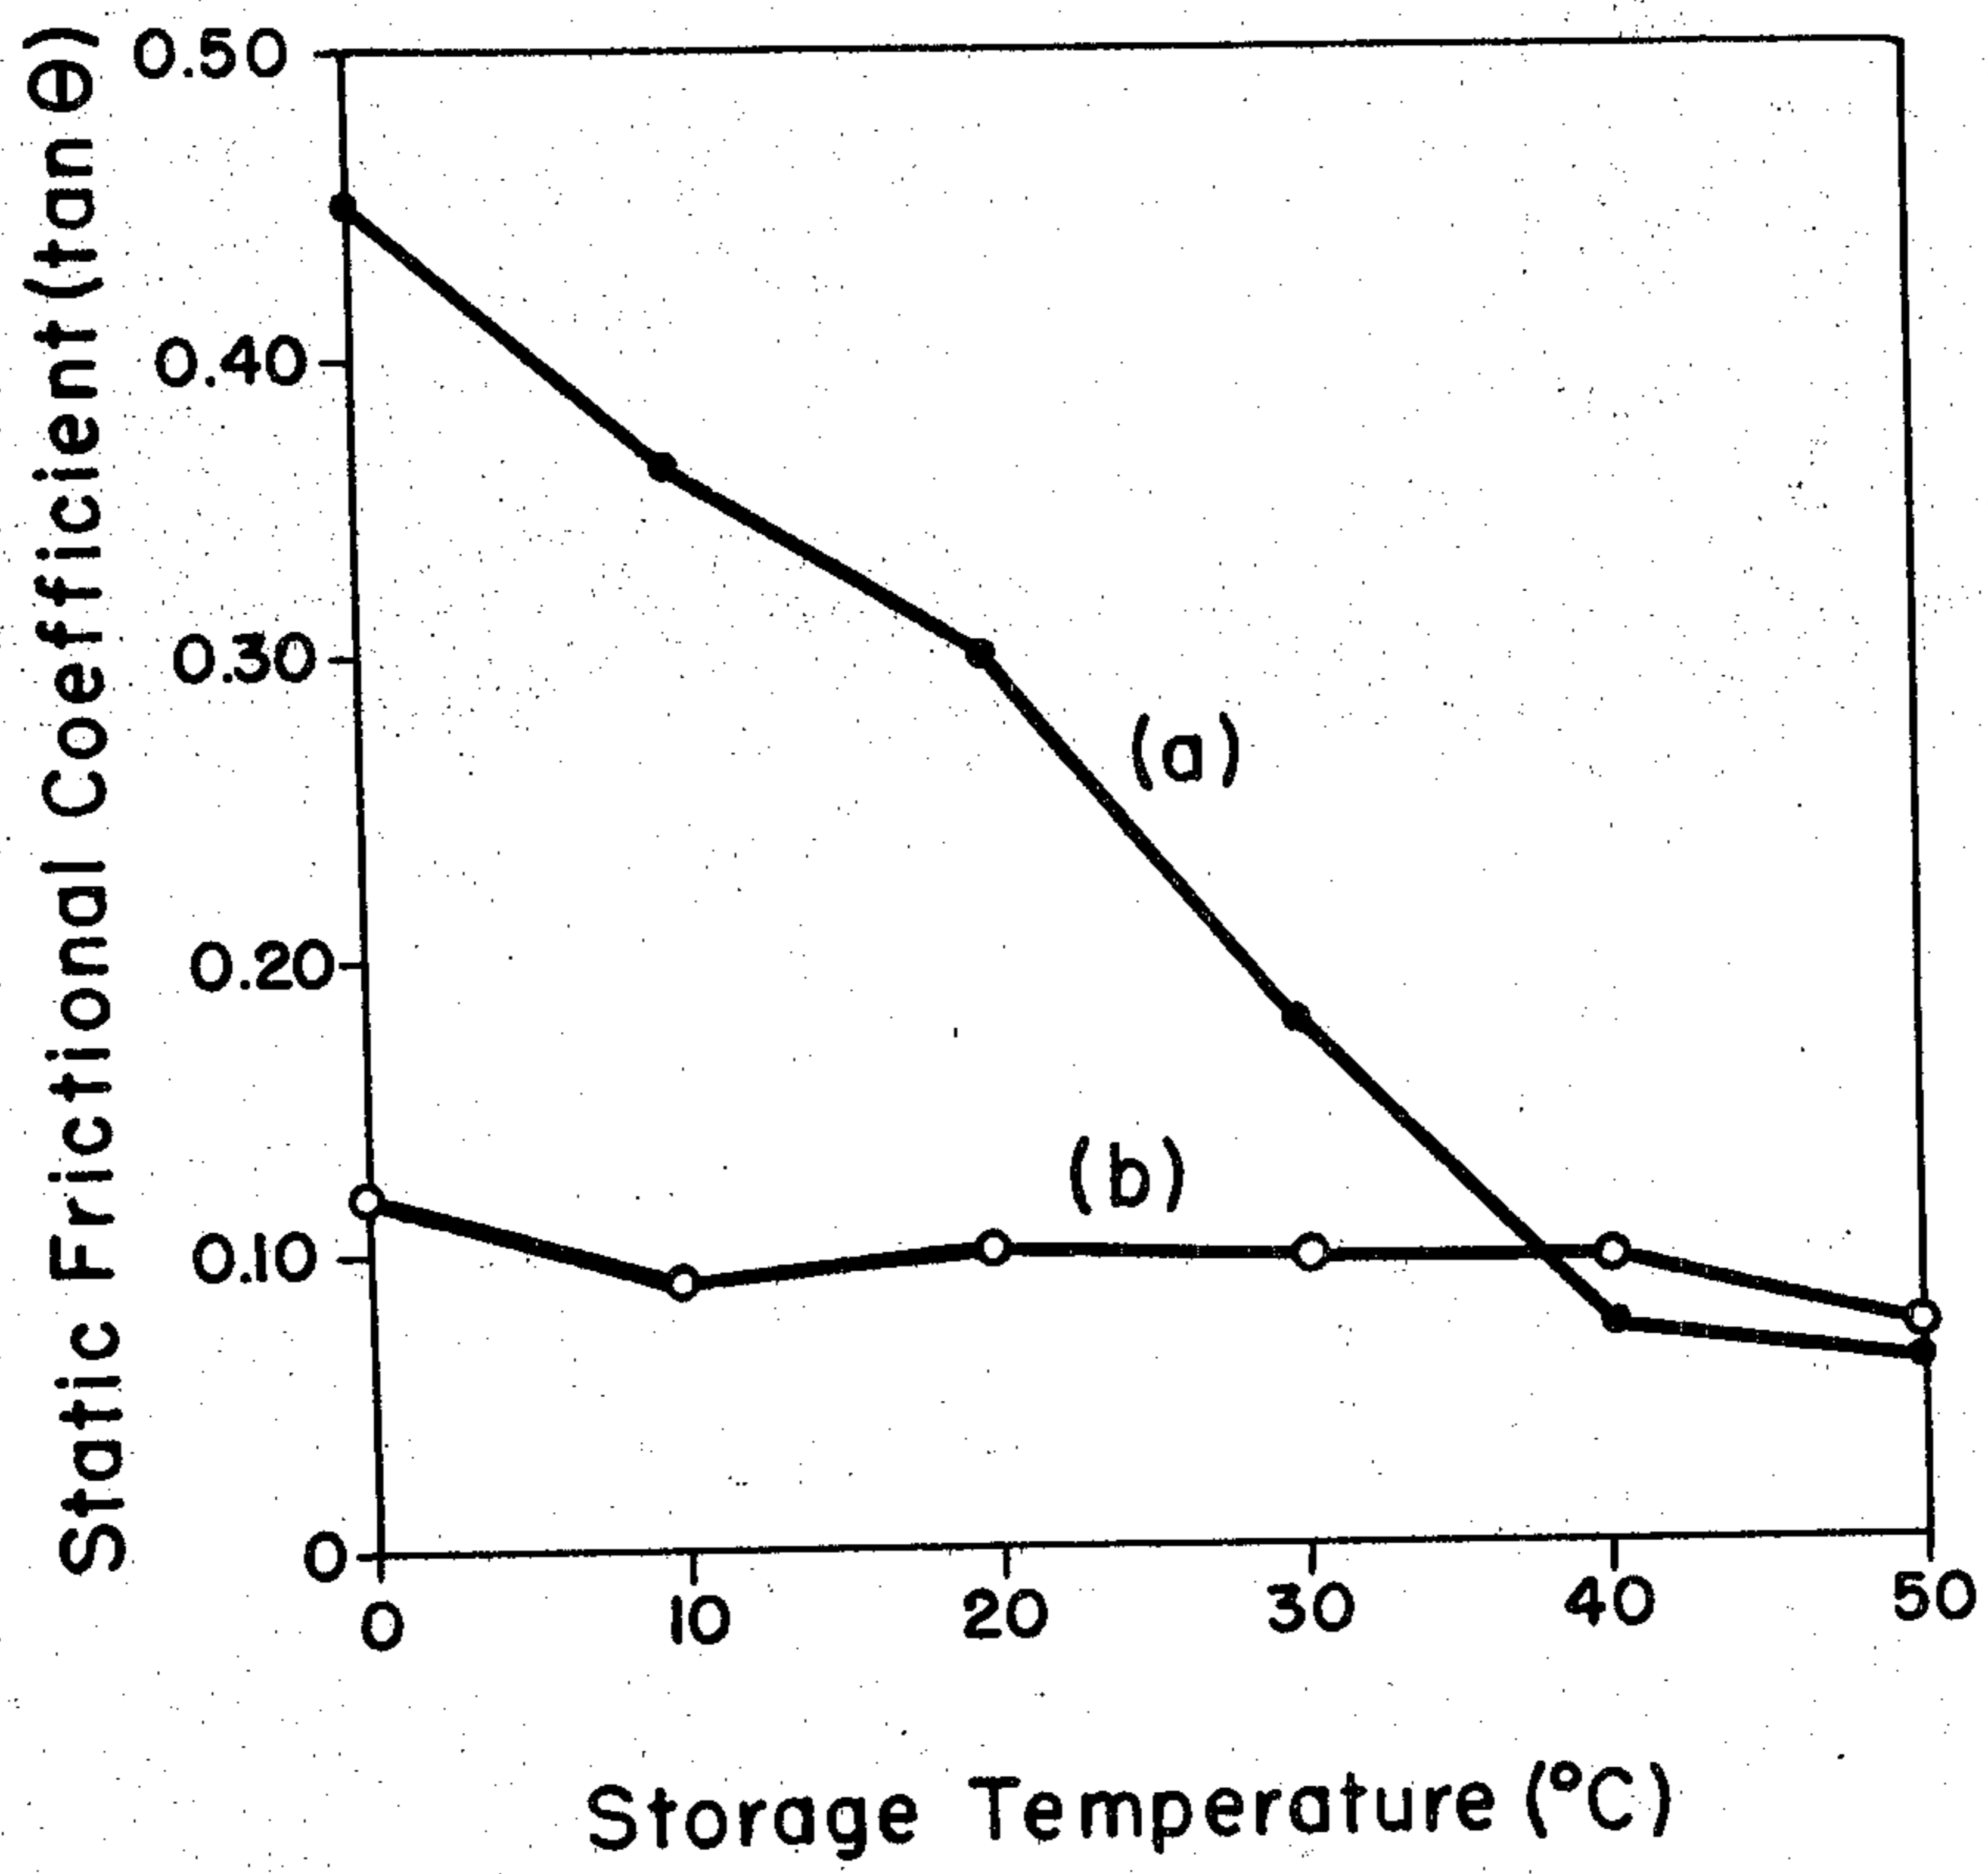 Static Frictional Coefficient (tan θ)
0.50
0.40
0.30
0.20
0.10
0
(a)
(b)
0 10 20 30 40 50
Storage Temperature (°C)